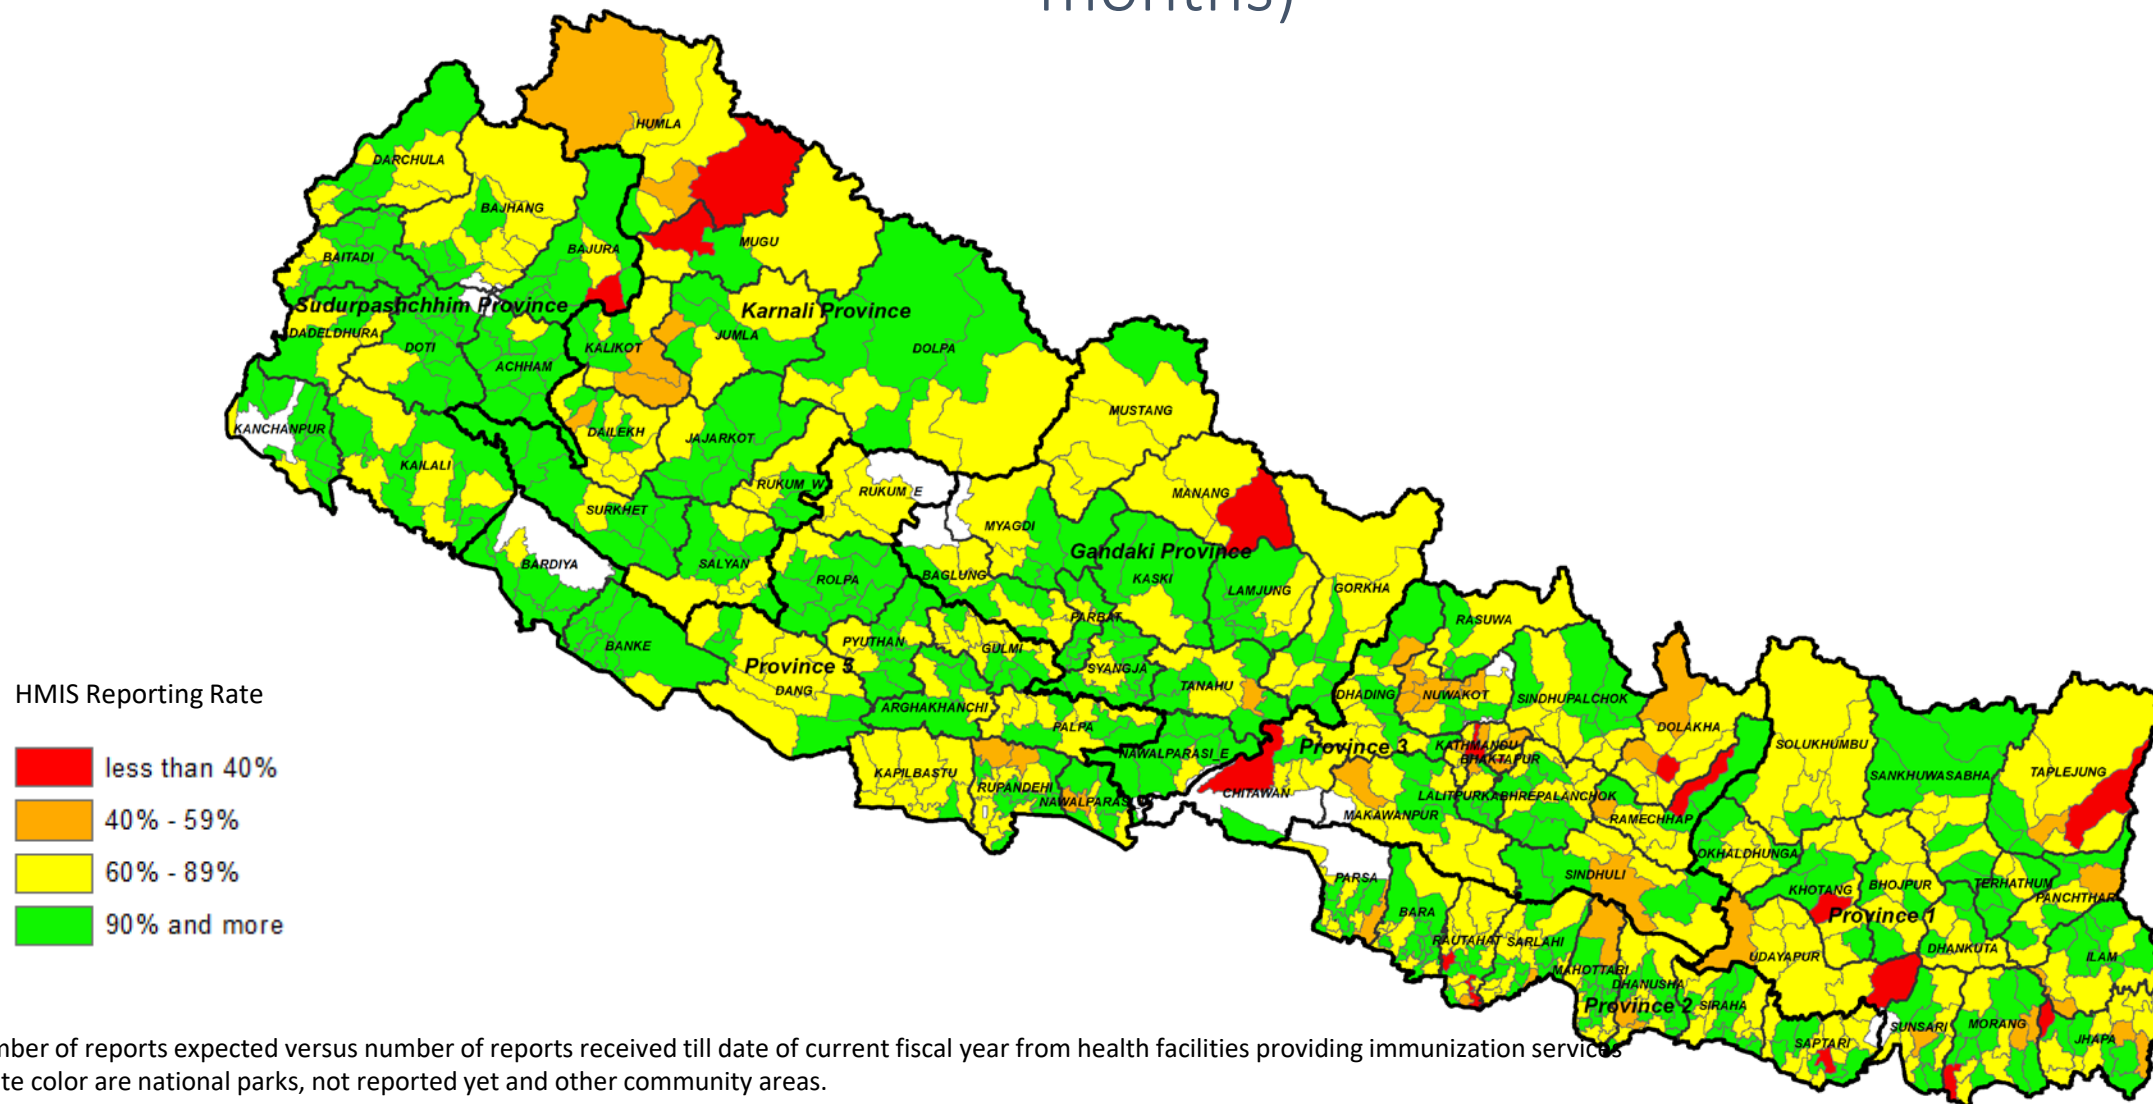 months)
HUMLA
DARCHULA
BAJHANG
MUGU
BAJURA
BAITADI
Sudurpashchhim Province
Karnali Province
DADELDHURA
JUMLA
DOTI
KALIKOT
DOLPA
ACHHAM
MUSTANG
KANCHANPUR
DAILEKH
JAJARKOT
KAILALI
RUKUM_W
RUKUM_E
MANANG
SURKHET
MYAGDI
Gandaki Province
BARDIYA
SALYAN
ROLPA
BAGLUNG
KASKI
LAMJUNG
GORKHA
PARBAT
RASUWA
BANKE
PYUTHAN
GULMI
Province 5
SYANGJA
DANG
TANAHU
DHADING
NUWAKOT
SINDHUPALCHOK
HMIS Reporting Rate
ARGHAKHANCHI
PALPA
DOLAKHA
NAWALPARASI_E
Province 3
KATHMANDU
BHAKTAPUR
SOLUKHUMBU
less than 40%
KAPILBASTU
RUPANDEHI
NAWALPARASI
CHITAWAN
LALITPUR
KABHREPALANCHOK
SANKHUWASABHA
TAPLEJUNG
40% - 59%
MAKAWANPUR
RAMECHHAP
OKHALDHUNGA
60% - 89%
PARSA
SINDHULI
KHOTANG
BHOJPUR
TERHATHUM
PANCHTHAR
90% and more
BARA
Province 1
RAUTAHAT
SARLAHI
DHANKUTA
UDAYAPUR
ILAM
MAHOTTARI
DHANUSHA
Province 2
SIRAHA
SUNSARI
MORANG
SAPTARI
JHAPA
mber of reports expected versus number of reports received till date of current fiscal year from health facilities providing immunization services
te color are national parks, not reported yet and other community areas.